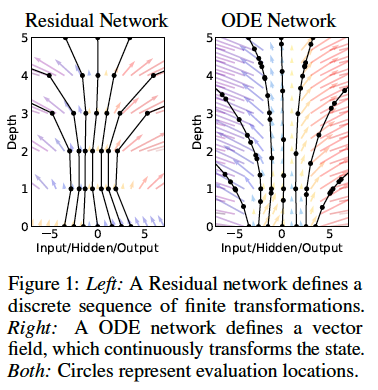 Residual Network
ODE Network
5
4
3
2
1
0
Depth
−5
0
5
Input/Hidden/Output
5
4
3
2
1
0
Depth
−5
0
5
Input/Hidden/Output
Figure 1: Left: A Residual network defines a
discrete sequence of finite transformations.
Right: A ODE network defines a vector
field, which continuously transforms the state.
Both: Circles represent evaluation locations.